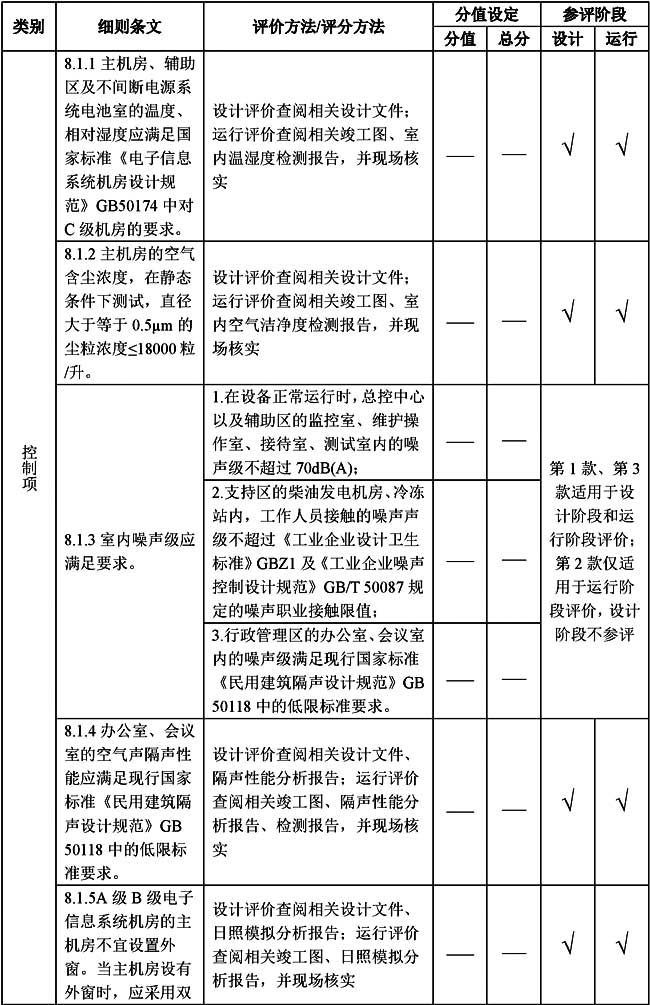 类别
细则条文
评价方法/评分方法
分值设定
参评阶段
分值
总分
设计
运行
控制项
8.1.1 主机房、辅助
区及不间断电源系
统电池室的温度、
相对湿度应满足国
家标准《电子信息
系统机房设计规
范》GB50174 中对
C 级机房的要求。
设计评价查阅相关设计文件；
运行评价查阅相关竣工图、室
内温湿度检测报告，并现场核
实
—
—
√
√
8.1.2 主机房的空气
含尘浓度，在静态
条件下测试，直径
大于等于 0.5μm 的
尘粒浓度≤18000 粒
/升。
设计评价查阅相关设计文件；
运行评价查阅相关竣工图、室
内空气洁净度检测报告，并现
场核实
—
—
√
√
8.1.3 室内噪声级应
满足要求。
1.在设备正常运行时，总控中心
以及辅助区的监控室、维护操
作室、接待室、测试室内的噪
声级不超过 70dB(A)；
—
—
2.支持区的柴油发电机房、冷冻
站内，工作人员接触的噪声声
级不超过《工业企业设计卫生
标准》GBZ1 及《工业企业噪声
控制设计规范》GB/T 50087 规
定的噪声职业接触限值；
—
—
3.行政管理区的办公室、会议室
内的噪声级满足现行国家标准
《民用建筑隔声设计规范》GB
50118 中的低限标准要求。
—
—
第 1 款、第 3
款适用于设
计阶段和运
行阶段评价；
第 2 款仅适
用于运行阶
段评价，设计
阶段不参评
8.1.4 办公室、会议
室的空气声隔声性
能应满足现行国家
标准《民用建筑隔
声设计规范》GB
50118 中的低限标
准要求。
设计评价查阅相关设计文件、
隔声性能分析报告；运行评价
查阅相关竣工图、隔声性能分
析报告、检测报告，并现场核
实
—
—
√
√
8.1.5A 级 B 级电子
信息系统机房的主
机房不宜设置外
窗。当主机房设有
外窗时，应采用双
设计评价查阅相关设计文件、
日照模拟分析报告；运行评价
查阅相关竣工图、日照模拟分
析报告，并现场核实
—
—
√
√